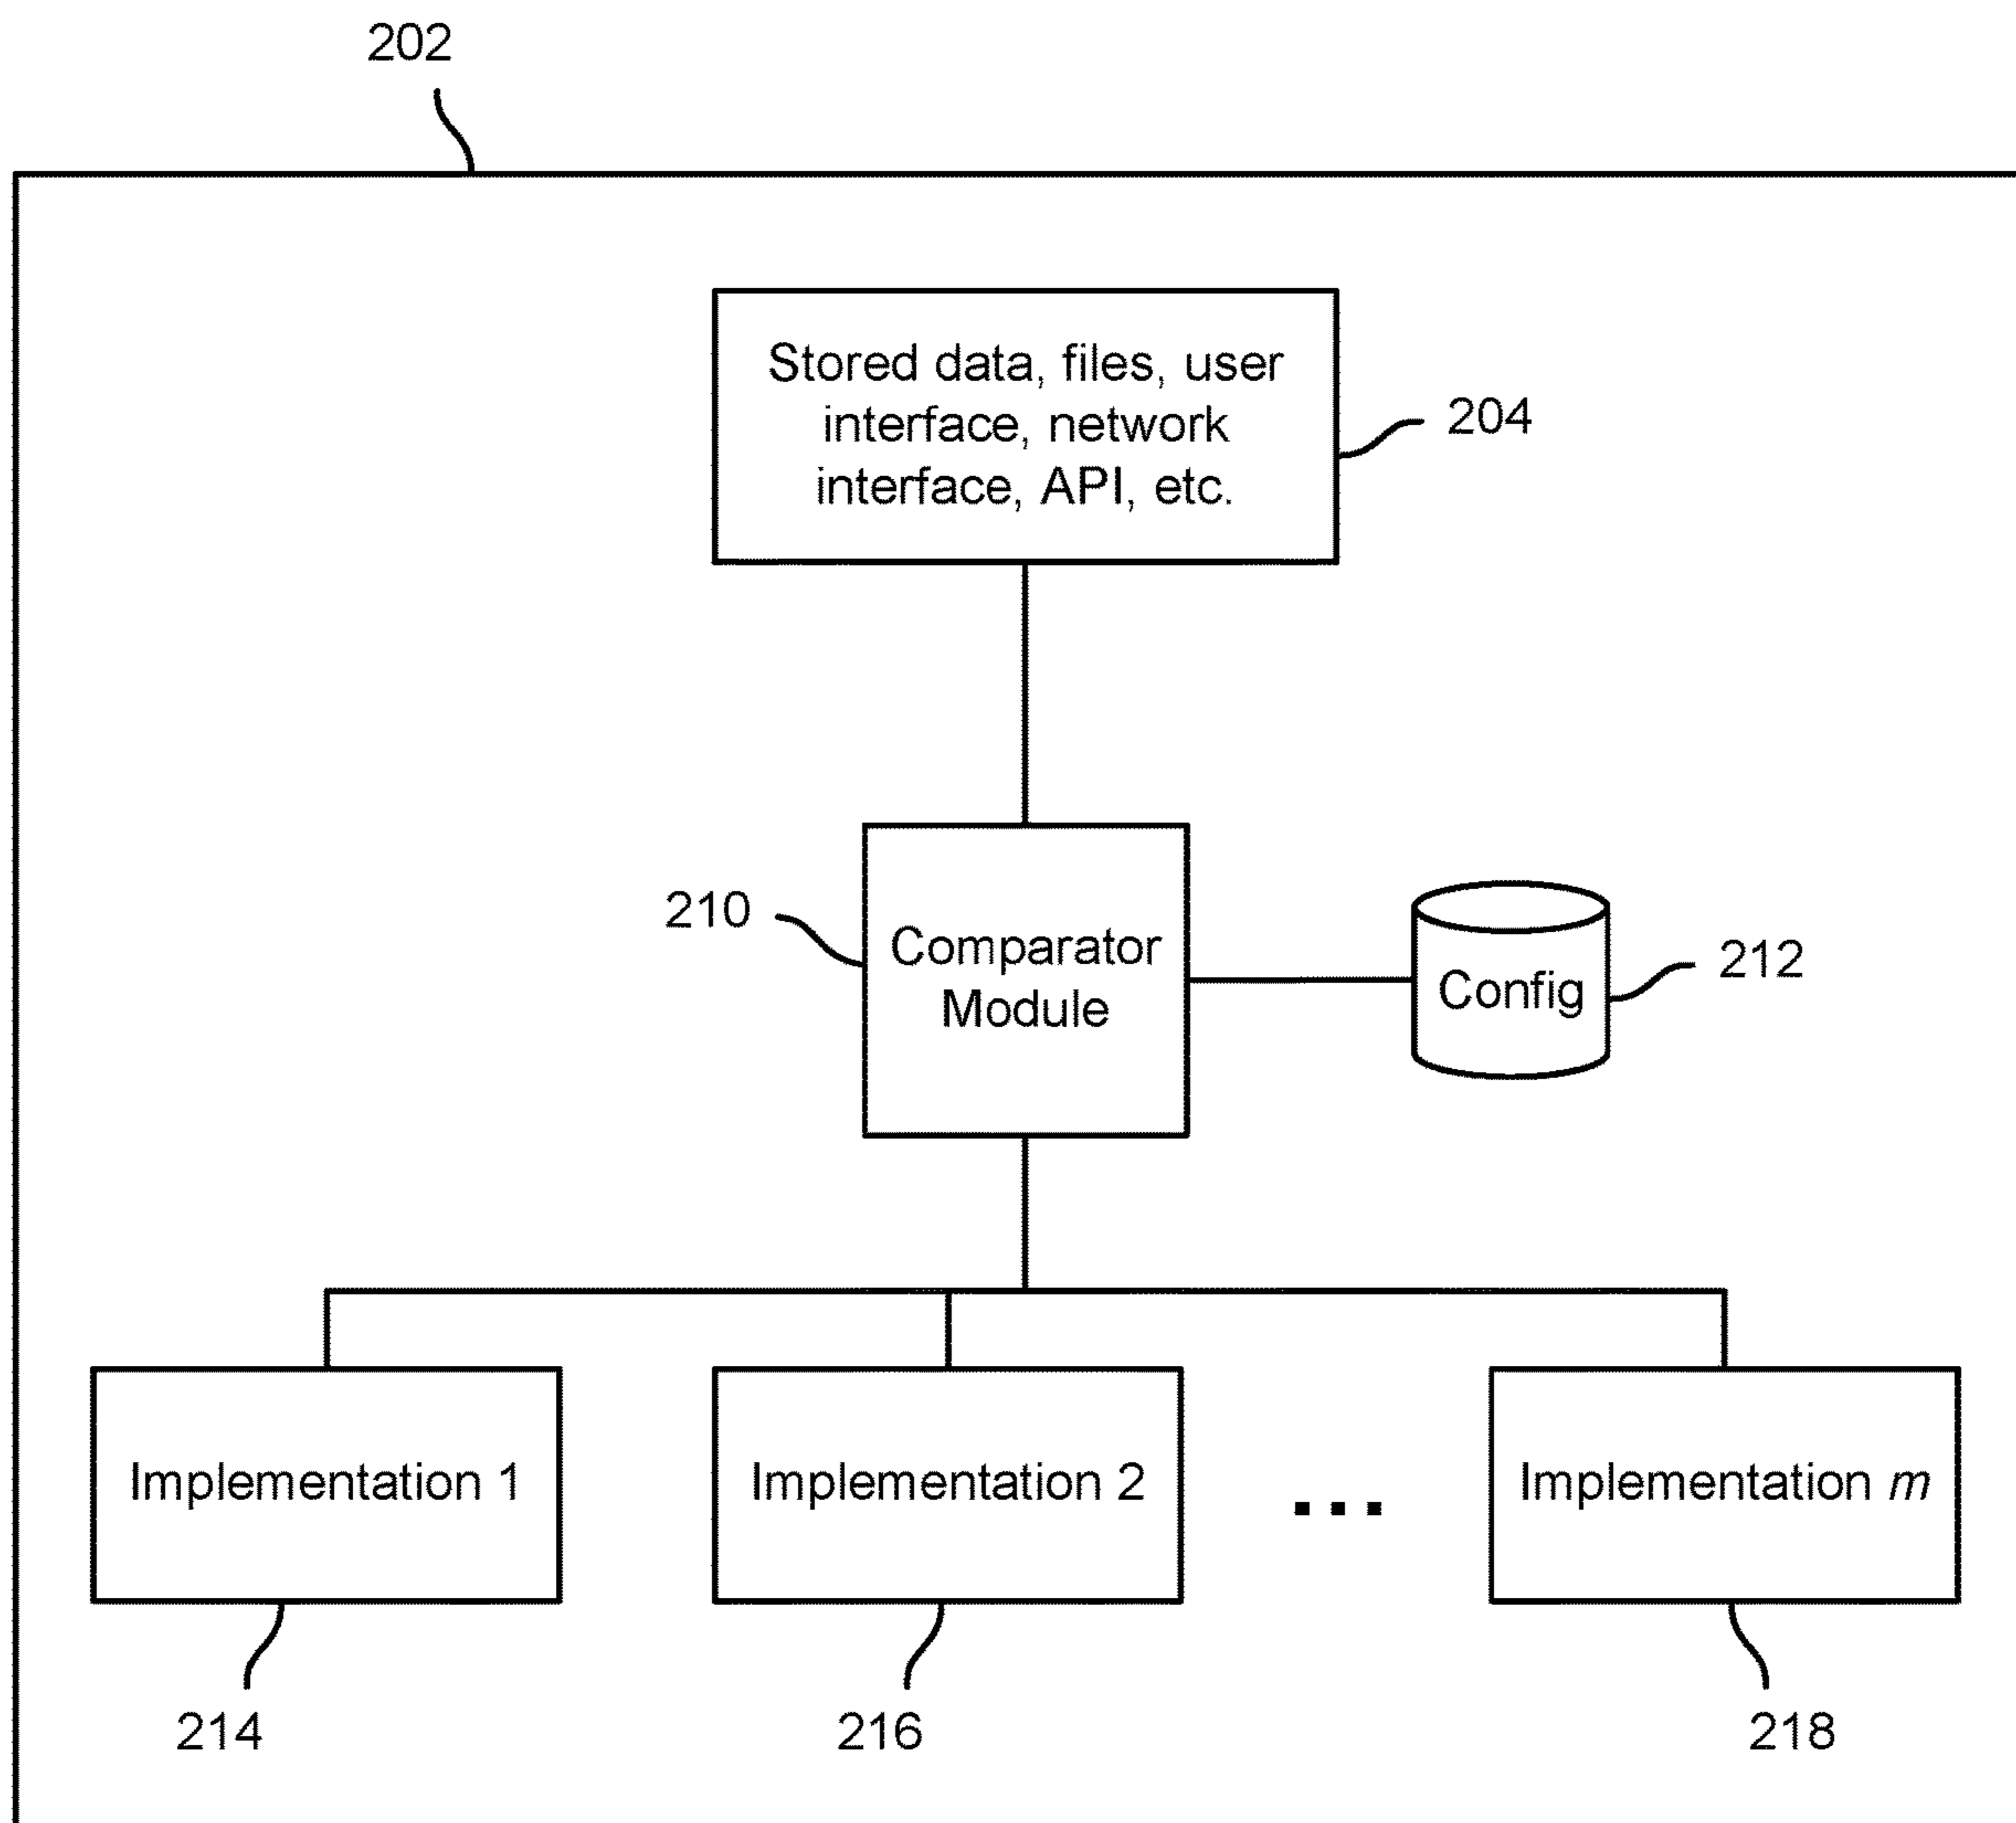 202
Stored data, files, user
interface, network
interface, API, etc.
204
210
Comparator
Module
Config
212
Implementation 1
Implementation 2
...
Implementation m
214
216
218